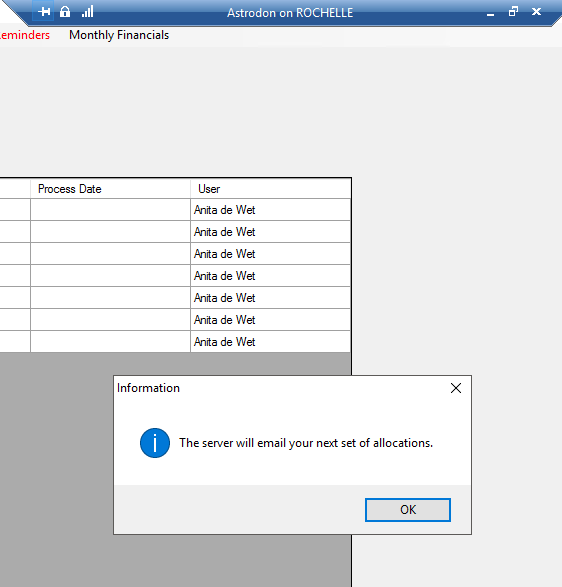 Astrodon on ROCHELLE
eminders Monthly Financials
Process Date User
Anita de Wet
Anita de Wet
Anita de Wet
Anita de Wet
Anita de Wet
Anita de Wet
Anita de Wet
Information
The server will email your next set of allocations.
OK